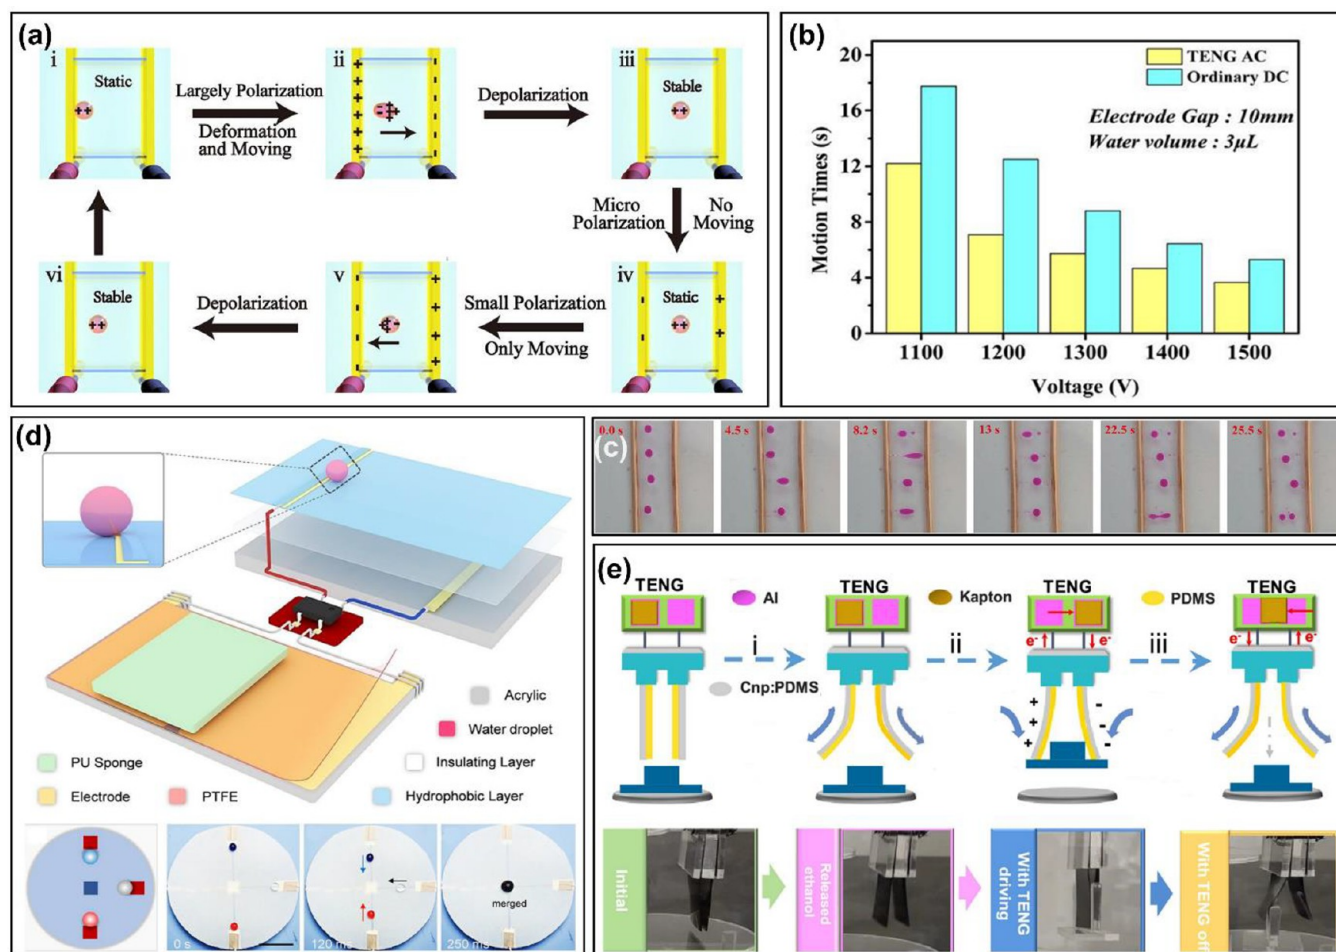 (a)
i
Static
Largely Polarization
Deformation
and Moving
ii
Depolarization
iii
Stable
Micro
Polarization
No
Moving
vi
Stable
Depolarization
v
Small Polarization
Only Moving
iv
Static
(b)
20
16
12
8
4
0
Motion Times (s)
TENG AC
Ordinary DC
Electrode Gap : 10mm
Water volume : 3μL
1100
1200
1300
1400
1500
Voltage (V)
(c)
0.0 s
4.5 s
8.2 s
13 s
22.5 s
25.5 s
(d)
Acrylic
Water droplet
PU Sponge
Insulating Layer
Electrode
PTFE
Hydrophobic Layer
0 s
120 ms
merged
250 ms
(e)
TENG
Al
TENG
Kapton
TENG
PDMS
TENG
i
ii
iii
e-
e-
e-
e-
Cnp:PDMS
Initial
Released
ethanol
With TENG
driving
With TENG off